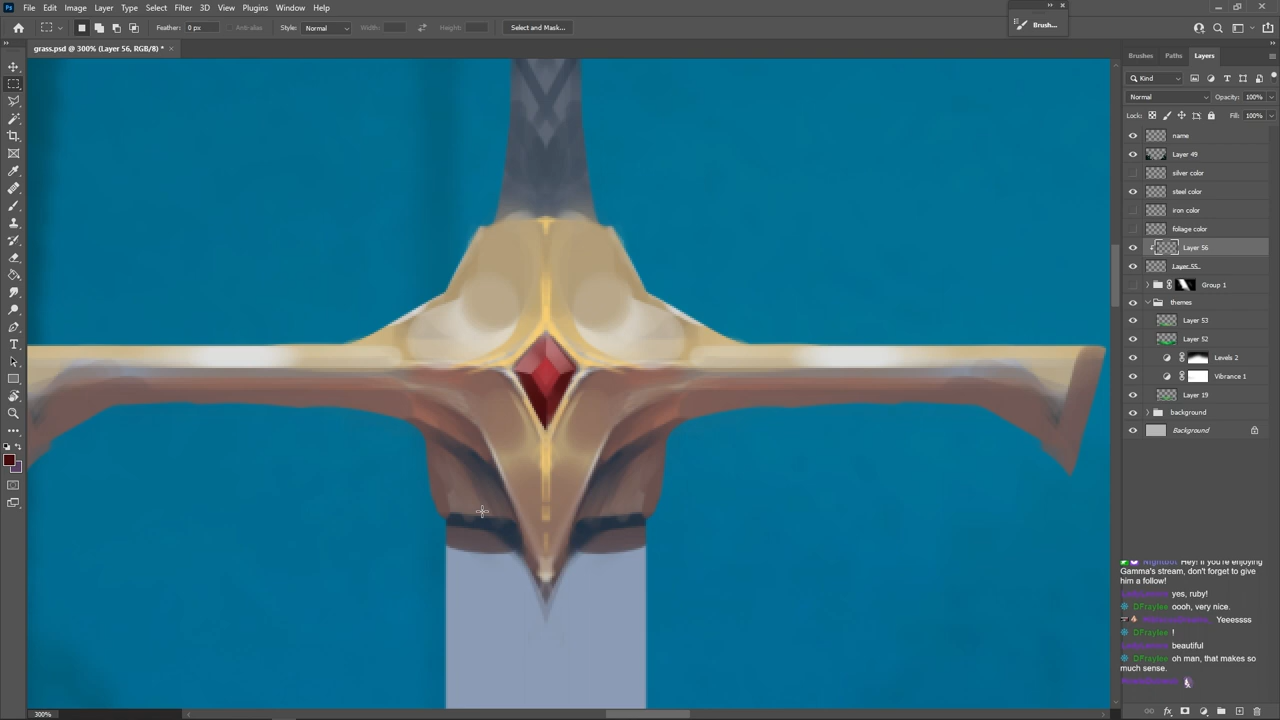 Ps File Edit Image Layer Type Select Filter 3D View Plugins Window Help
Brush...
Feather: 0 px Anti-alias Style: Normal Width: Height: Select and Mask...
grass.psd @ 300% (Layer 56, RGB/8) *
Brushes Paths Layers
Kind
Normal Opacity: 100%
Lock: Fill: 100%
name
Layer 49
silver color
steel color
iron color
foliage color
Layer 56
Layer 55
Group 1
themes
Layer 53
Layer 52
Levels 2
Vibrance 1
Layer 19
background
Background
Nightbot Hey! If you're enjoying
Gamma's stream, don't forget to give
him a follow!
yes, ruby!
DFraylee oooh, very nice.
Yeeessss
DFraylee !
beautiful
DFraylee oh man, that makes so
much sense.
300%